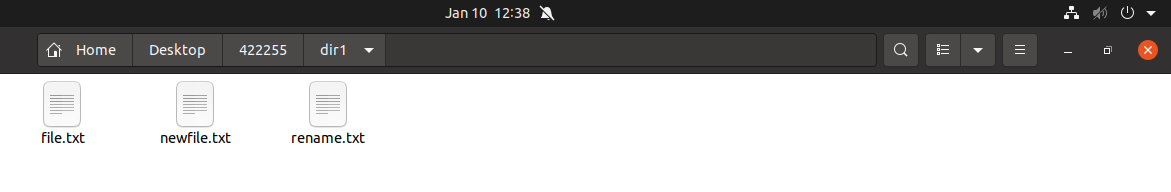 Jan 10 12:38
Home Desktop 422255 dir1
file.txt newfile.txt rename.txt